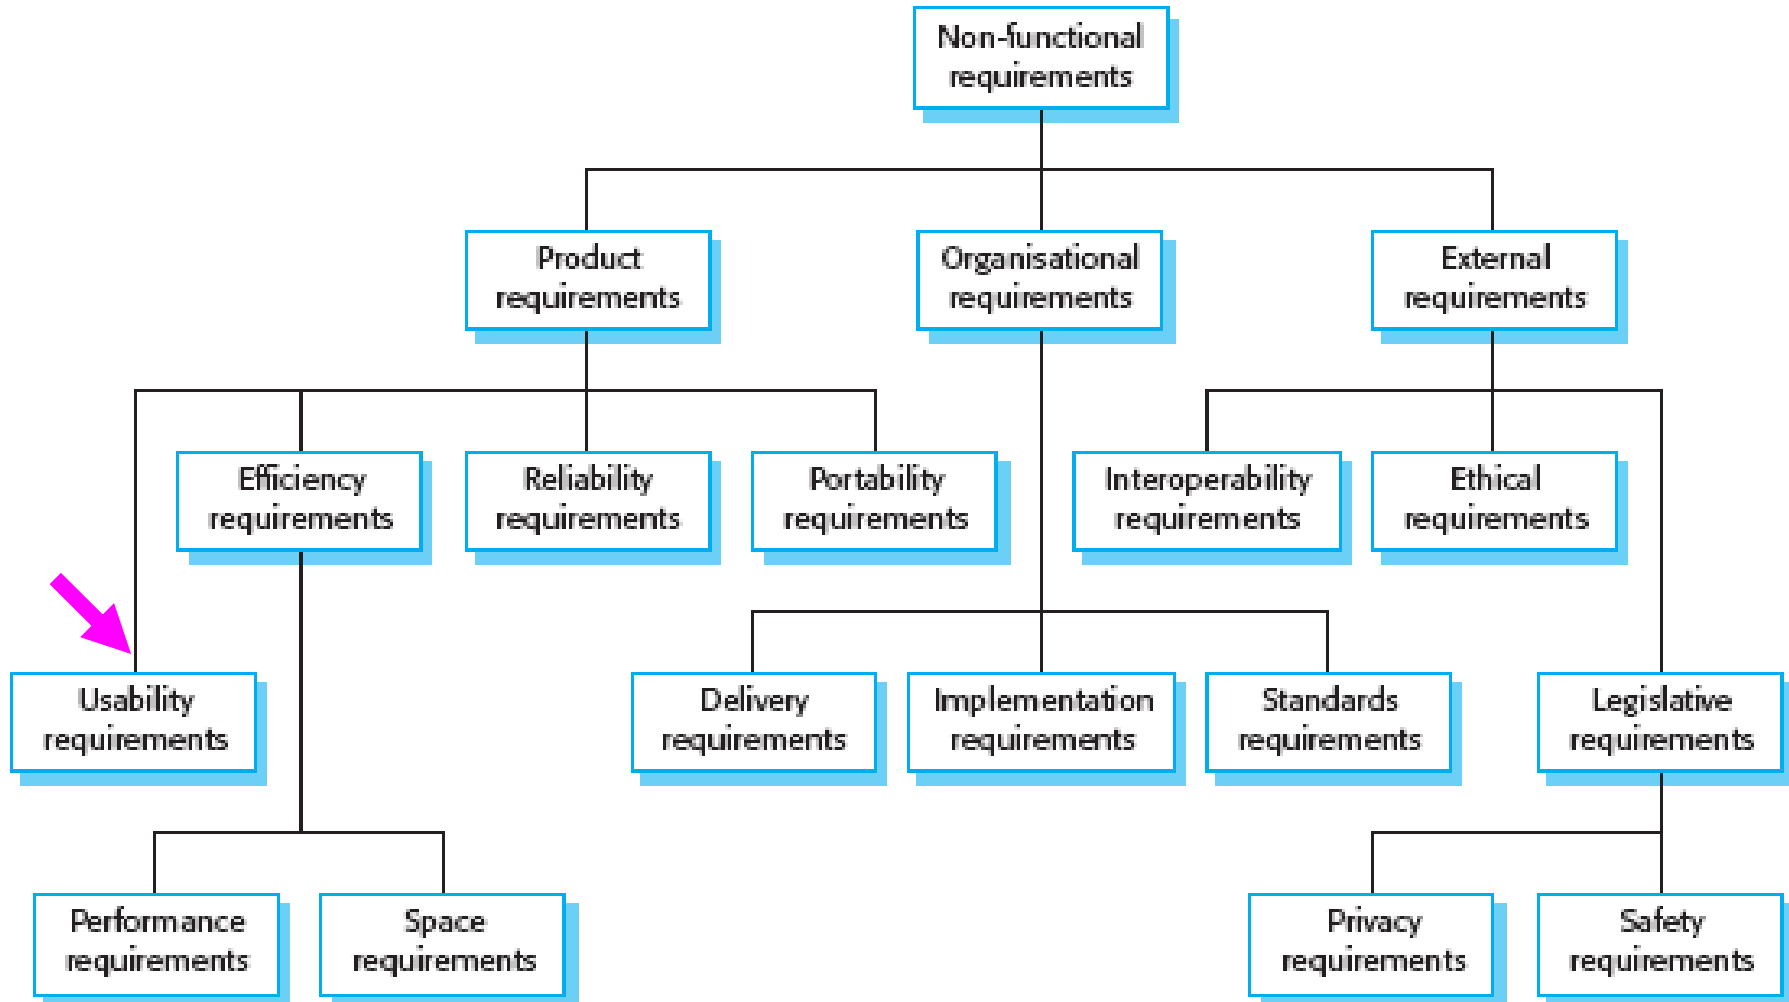 Non-functional
requirements
Product
requirements
Organisational
requirements
External
requirements
Efficiency
requirements
Reliability
requirements
Portability
requirements
Interoperability
requirements
Ethical
requirements
Usability
requirements
Delivery
requirements
Implementation
requirements
Standards
requirements
Legislative
requirements
Performance
requirements
Space
requirements
Privacy
requirements
Safety
requirements